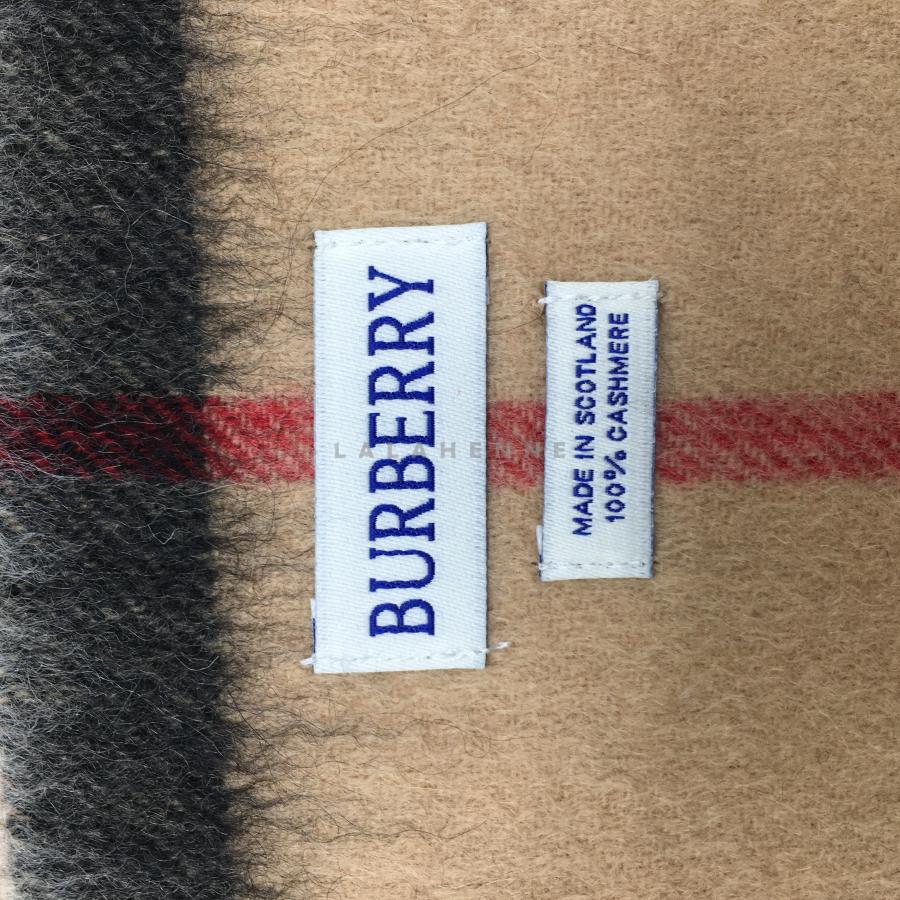 BURBERRY
MADE IN SCOTLAND
100% CASHMERE
LALAHENNE